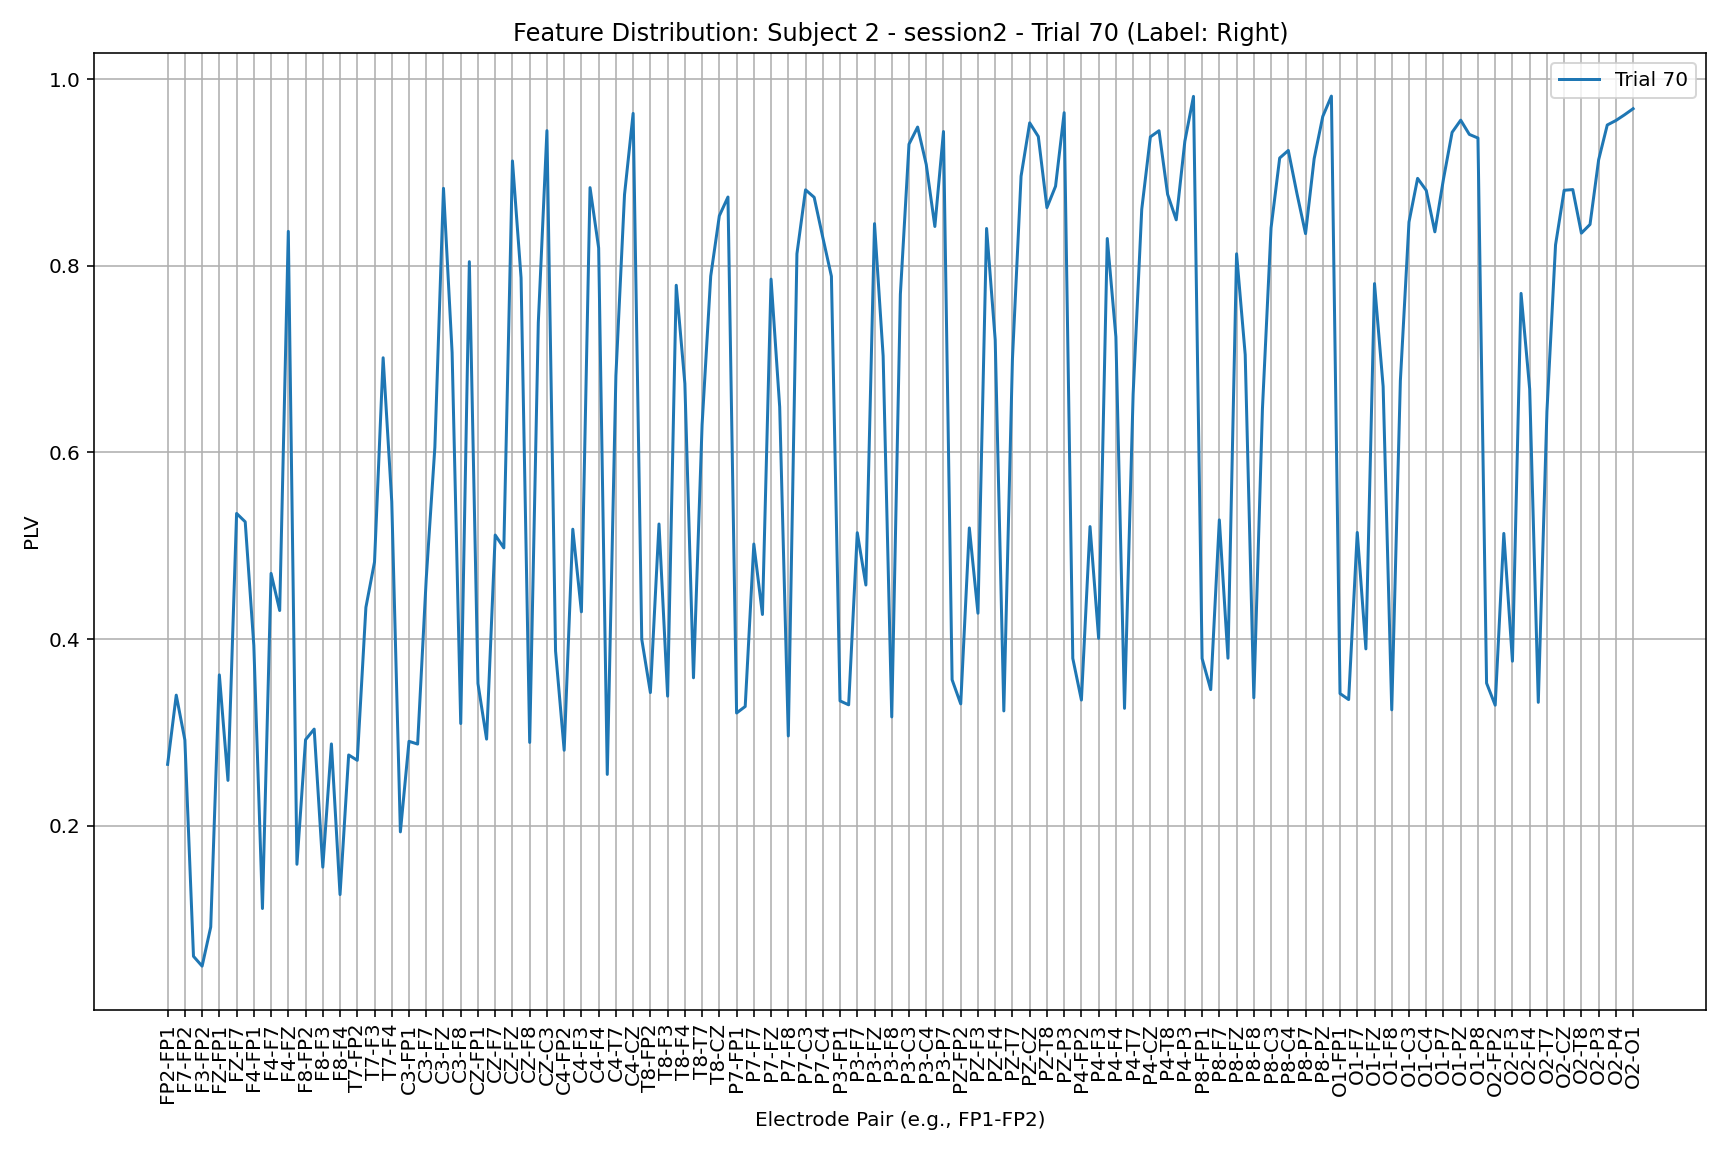 Feature Distribution: Subject 2 - session2 - Trial 70 (Label: Right)
Trial 70
1.0
0.8
0.6
0.4
0.2
PLV
FP2-FP1
F7-FP2
F3-FP2
FZ-FP1
FZ-F7
F4-FP1
F4-F7
F4-FZ
F8-FP2
F8-F3
F8-F4
T7-FP2
T7-F3
T7-F4
C3-FP1
C3-F7
C3-FZ
C3-F8
CZ-FP1
CZ-F7
CZ-FZ
CZ-F8
CZ-C3
C4-FP2
C4-F3
C4-F4
C4-T7
C4-CZ
T8-FP2
T8-F3
T8-F4
T8-T7
T8-CZ
P7-FP1
P7-F7
P7-FZ
P7-F8
P7-C3
P7-C4
P3-FP1
P3-F7
P3-FZ
P3-F8
P3-C3
P3-C4
P3-P7
PZ-FP2
PZ-F3
PZ-F4
PZ-T7
PZ-CZ
PZ-T8
PZ-P3
P4-FP2
P4-F3
P4-F4
P4-T7
P4-CZ
P4-T8
P4-P3
P8-FP1
P8-F7
P8-FZ
P8-F8
P8-C3
P8-C4
P8-P7
P8-PZ
O1-FP1
O1-F7
O1-FZ
O1-F8
O1-C3
O1-C4
O1-P7
O1-PZ
O1-P8
O2-FP2
O2-F3
O2-F4
O2-T7
O2-CZ
O2-T8
O2-P3
O2-P4
O2-O1
Electrode Pair (e.g., FP1-FP2)